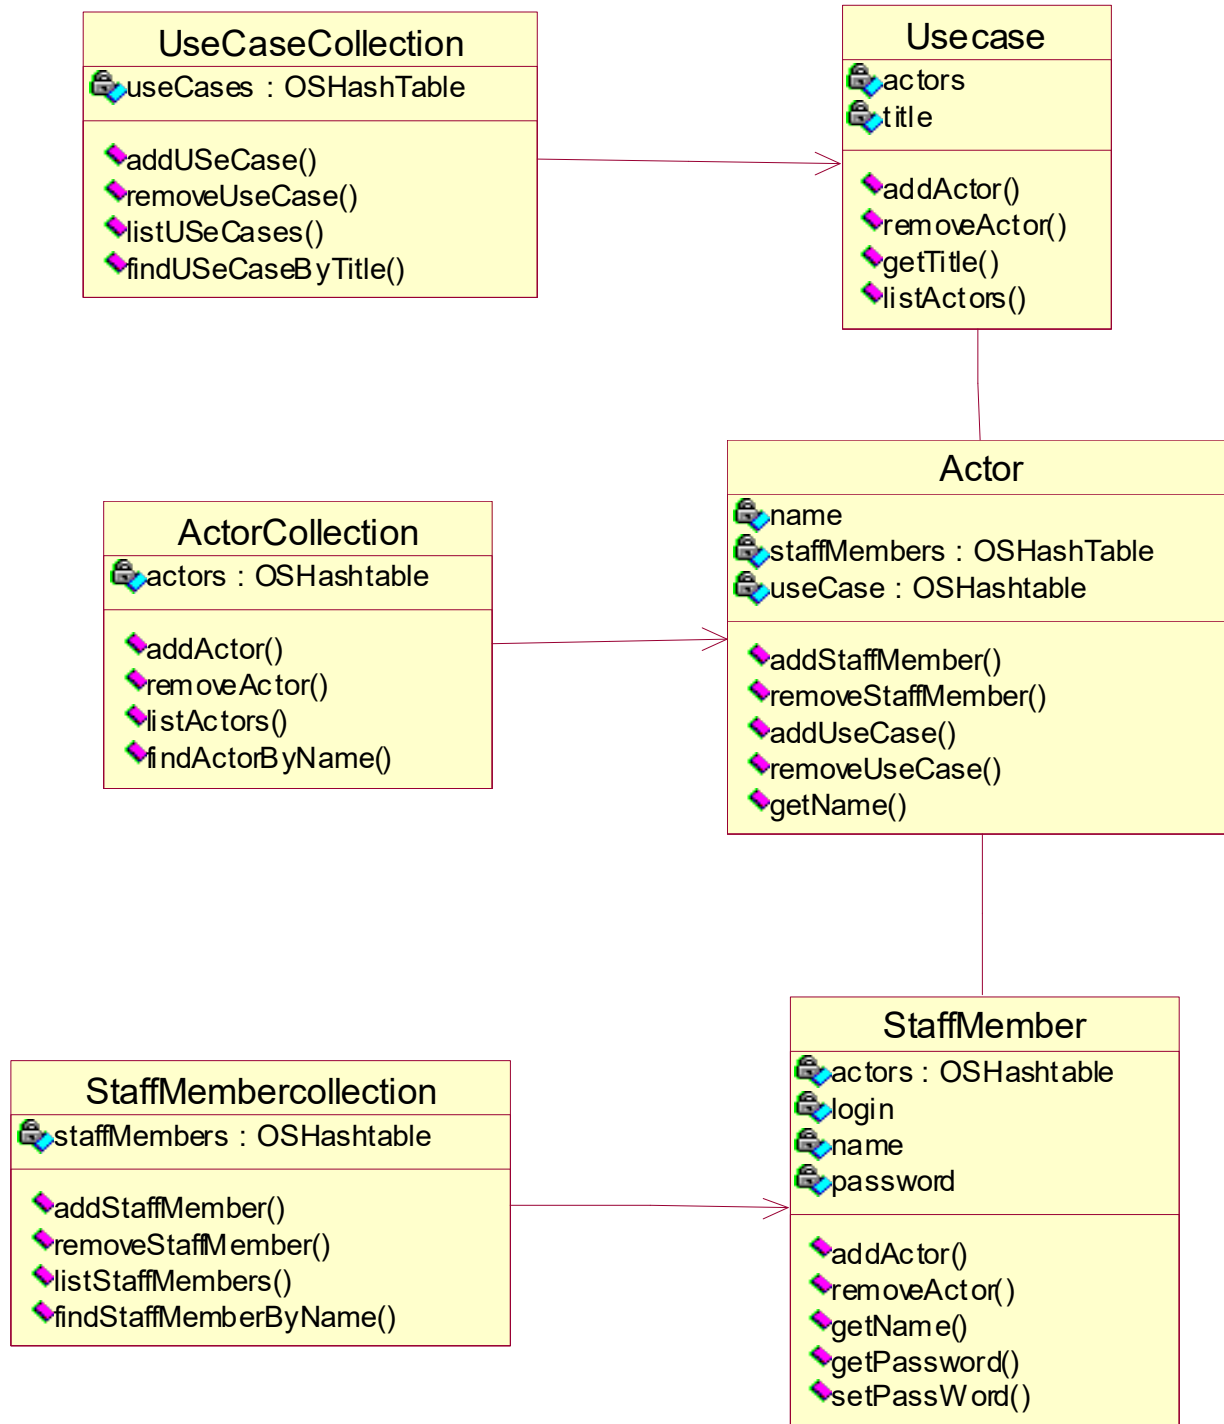 UseCaseCollection
useCases : OSHashTable
addUSeCase()
removeUseCase()
listUSeCases()
findUSeCaseByTitle()
Usecase
actors
title
addActor()
removeActor()
getTitle()
listActors()
ActorCollection
actors : OSHashtable
addActor()
removeActor()
listActors()
findActorByName()
Actor
name
staffMembers : OSHashTable
useCase : OSHashtable
addStaffMember()
removeStaffMember()
addUseCase()
removeUseCase()
getName()
StaffMembercollection
staffMembers : OSHashtable
addStaffMember()
removeStaffMember()
listStaffMembers()
findStaffMemberByName()
StaffMember
actors : OSHashtable
login
name
password
addActor()
removeActor()
getName()
getPassword()
setPassWord()